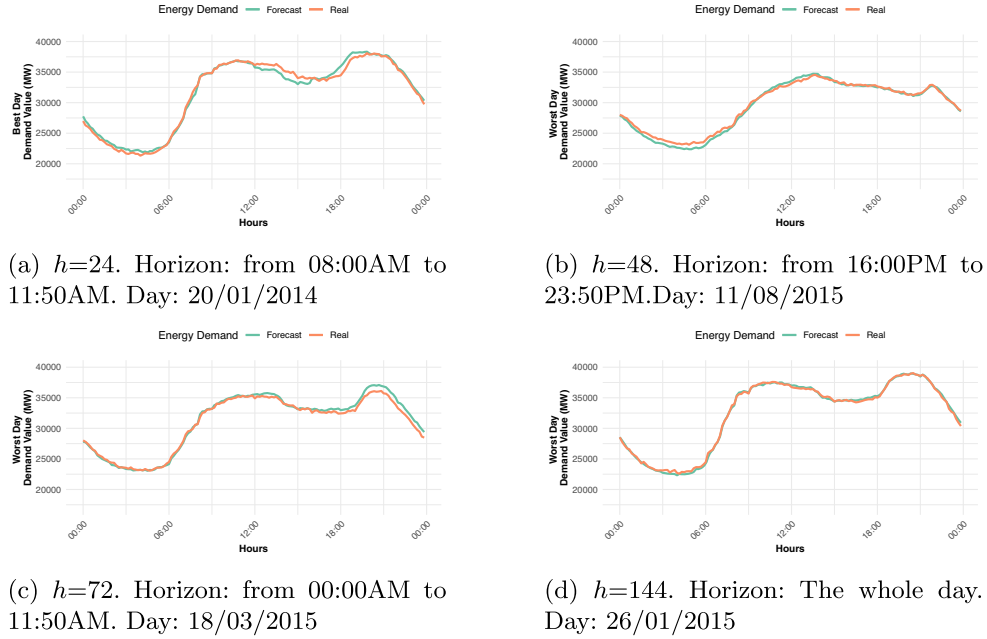 Energy Demand Forecast Real
Best Day
Demand Value (MW)
40000
35000
30000
25000
20000
00:00 06:00 12:00 18:00 00:00
Hours
(a) h=24. Horizon: from 08:00AM to
11:50AM. Day: 20/01/2014
Energy Demand Forecast Real
Worst Day
Demand Value (MW)
40000
35000
30000
25000
20000
00:00 06:00 12:00 18:00 00:00
Hours
(b) h=48. Horizon: from 16:00PM to
23:50PM.Day: 11/08/2015
Energy Demand Forecast Real
Worst Day
Demand Value (MW)
40000
35000
30000
25000
20000
00:00 06:00 12:00 18:00 00:00
Hours
(c) h=72. Horizon: from 00:00AM to
11:50AM. Day: 18/03/2015
Energy Demand Forecast Real
Worst Day
Demand Value (MW)
40000
35000
30000
25000
20000
00:00 06:00 12:00 18:00 00:00
Hours
(d) h=144. Horizon: The whole day.
Day: 26/01/2015